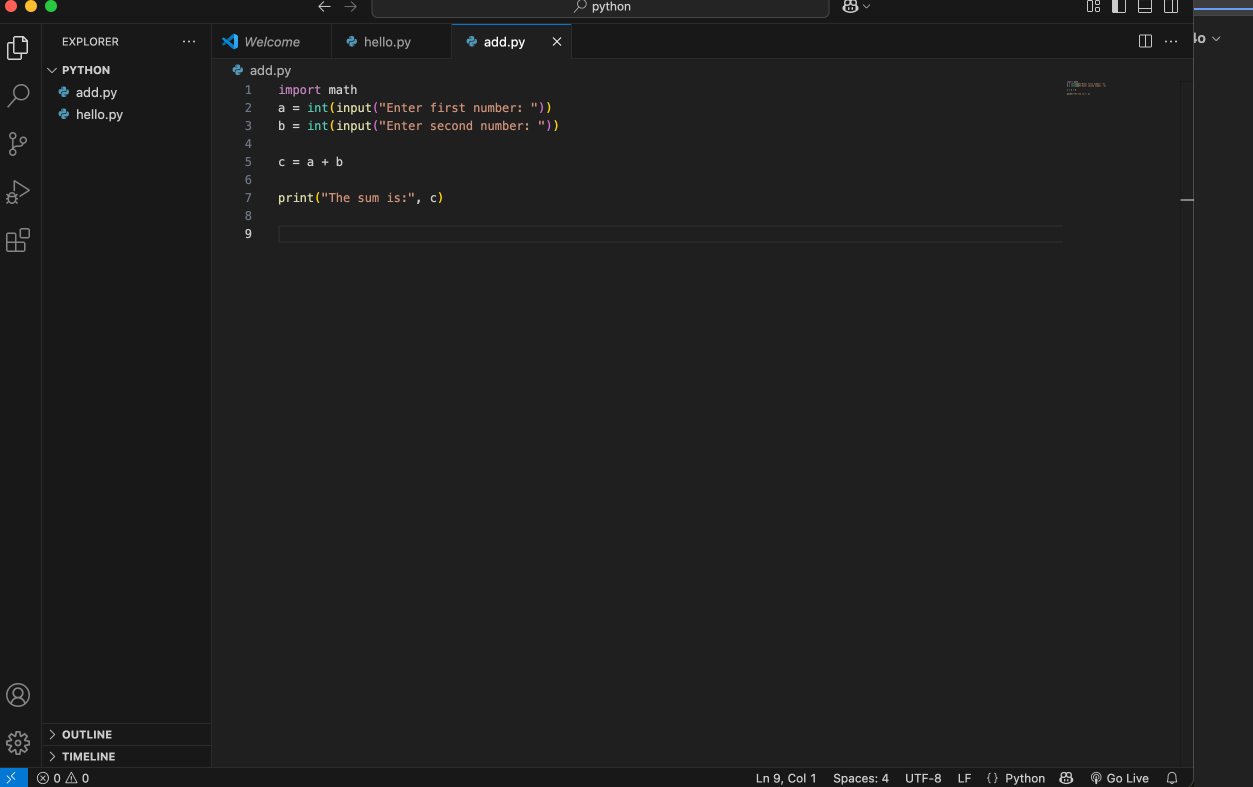 python
EXPLORER
Welcome
hello.py
add.py
PYTHON
add.py
hello.py
add.py
1 import math
2 a = int(input("Enter first number: "))
3 b = int(input("Enter second number: "))
4
5 c = a + b
6
7 print("The sum is:", c)
8
9
OUTLINE
TIMELINE
0 0
Ln 9, Col 1
Spaces: 4
UTF-8
LF
{} Python
Go Live